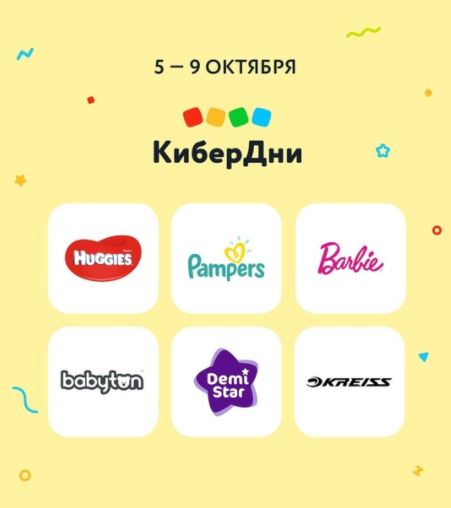 5 — 9 ОКТЯБРЯ
КиберДни
HUGGIES
Pampers
Barbie
babyton
Demi
Star
KREISS